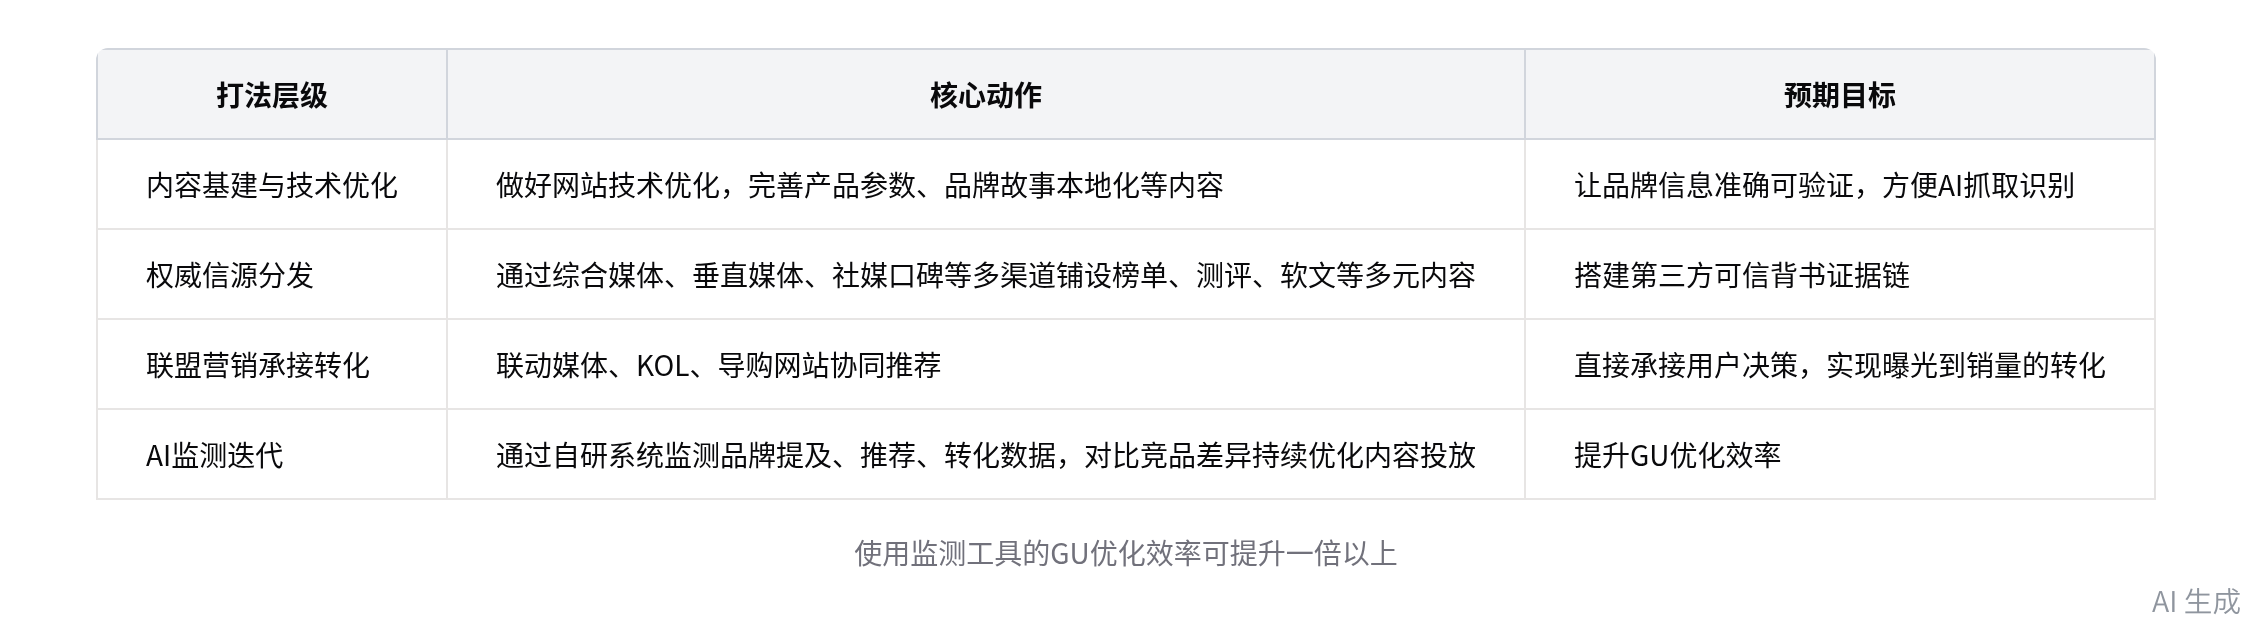 打法层级 核心动作 预期目标
内容基建与技术优化 做好网站技术优化，完善产品参数、品牌故事本地化等内容 让品牌信息准确可验证，方便AI抓取识别
权威信源分发 通过综合媒体、垂直媒体、社媒口碑等多渠道铺设榜单、测评、软文等多元内容 搭建第三方可信背书证据链
联盟营销承接转化 联动媒体、KOL、导购网站协同推荐 直接承接用户决策，实现曝光到销量的转化
AI监测迭代 通过自研系统监测品牌提及、推荐、转化数据，对比竞品差异持续优化内容投放 提升GU优化效率
使用监测工具的GU优化效率可提升一倍以上
AI 生成